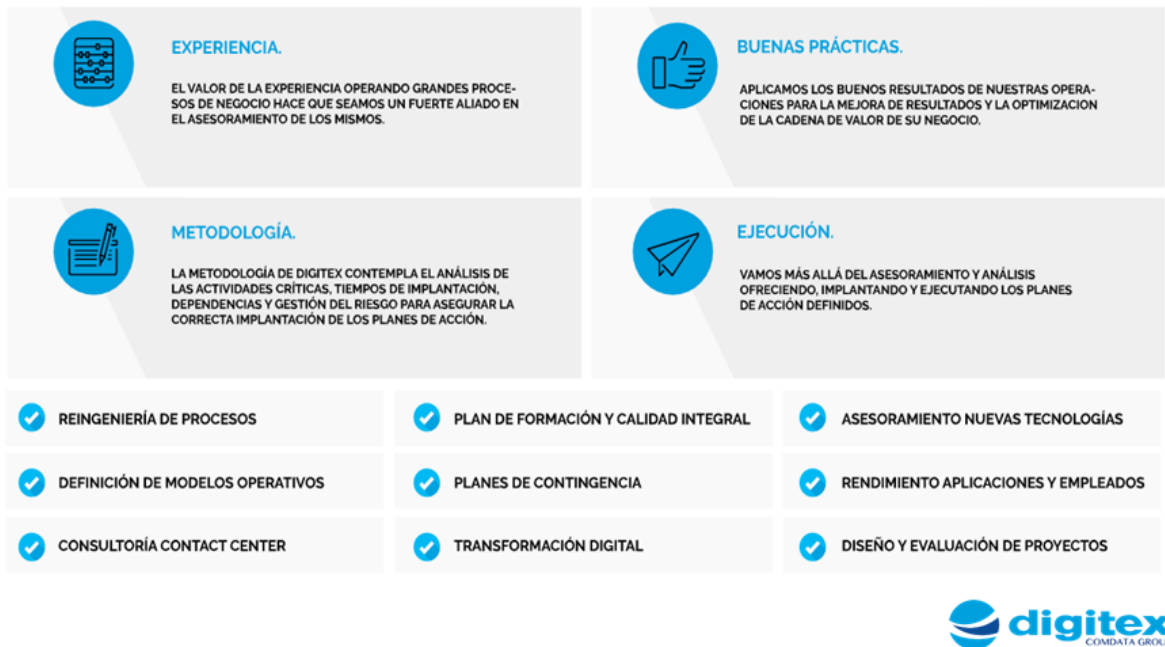 EXPERIENCIA.
EL VALOR DE LA EXPERIENCIA OPERANDO GRANDES PROCE-
SOS DE NEGOCIO HACE QUE SEAMOS UN FUERTE ALIADO EN
EL ASESORAMIENTO DE LOS MISMOS.
BUENAS PRÁCTICAS.
APLICAMOS LOS BUENOS RESULTADOS DE NUESTRAS OPERA-
CIONES PARA LA MEJORA DE RESULTADOS Y LA OPTIMIZACION
DE LA CADENA DE VALOR DE SU NEGOCIO.
METODOLOGÍA.
LA METODOLOGÍA DE DIGITEX CONTEMPLA EL ANÁLISIS DE
LAS ACTIVIDADES CRÍTICAS, TIEMPOS DE IMPLANTACIÓN,
DEPENDENCIAS Y GESTIÓN DEL RIESGO PARA ASEGURAR LA
CORRECTA IMPLANTACIÓN DE LOS PLANES DE ACCIÓN.
EJECUCIÓN.
VAMOS MÁS ALLÁ DEL ASESORAMIENTO Y ANÁLISIS
OFRECIENDO, IMPLANTANDO Y EJECUTANDO LOS PLANES
DE ACCIÓN DEFINIDOS.
REINGENIERÍA DE PROCESOS
PLAN DE FORMACIÓN Y CALIDAD INTEGRAL
ASESORAMIENTO NUEVAS TECNOLOGÍAS
DEFINICIÓN DE MODELOS OPERATIVOS
PLANES DE CONTINGENCIA
RENDIMIENTO APLICACIONES Y EMPLEADOS
CONSULTORÍA CONTACT CENTER
TRANSFORMACIÓN DIGITAL
DISEÑO Y EVALUACIÓN DE PROYECTOS
digitex
COMDATA GROU